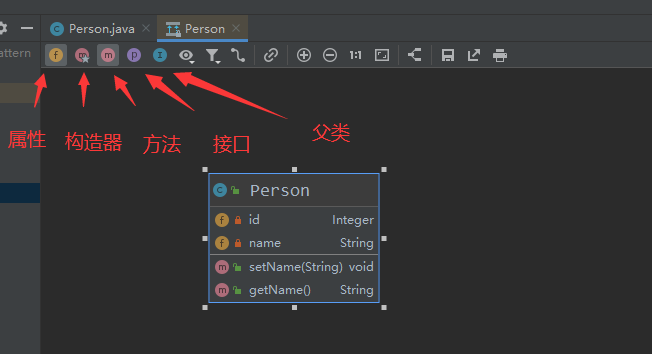 Person.java Person
attern
f m m p I 1:1
属性 构造器 方法 接口 父类
C Person
f id Integer
f name String
m setName(String) void
m getName() String